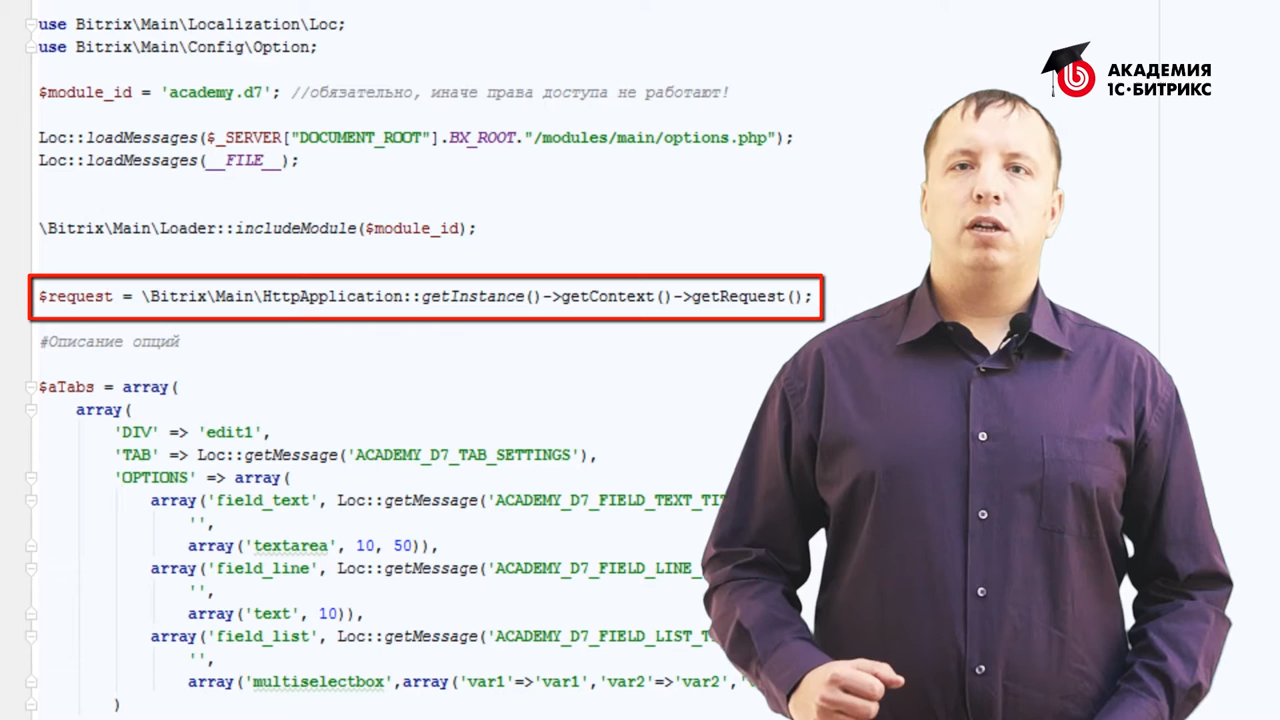 use Bitrix\Main\Localization\Loc;
use Bitrix\Main\Config\Option;
$module_id = 'academy.d7'; //обязательно, иначе права доступа не работают!
Loc::loadMessages($_SERVER["DOCUMENT_ROOT"].BX_ROOT."/modules/main/options.php");
Loc::loadMessages(__FILE__);
\Bitrix\Main\Loader::includeModule($module_id);
$request = \Bitrix\Main\HttpApplication::getInstance()->getContext()->getRequest();
#Описание опций
$aTabs = array(
array(
'DIV' => 'edit1',
'TAB' => Loc::getMessage('ACADEMY_D7_TAB_SETTINGS'),
'OPTIONS' => array(
array('field_text', Loc::getMessage('ACADEMY_D7_FIELD_TEXT_TIT
'',
array('textarea', 10, 50)),
array('field_line', Loc::getMessage('ACADEMY_D7_FIELD_LINE_
'',
array('text', 10)),
array('field_list', Loc::getMessage('ACADEMY_D7_FIELD_LIST_T
'',
array('multiselectbox',array('var1'=>'var1','var2'=>'var2','
)
АКАДЕМИЯ
1С-БИТРИКС